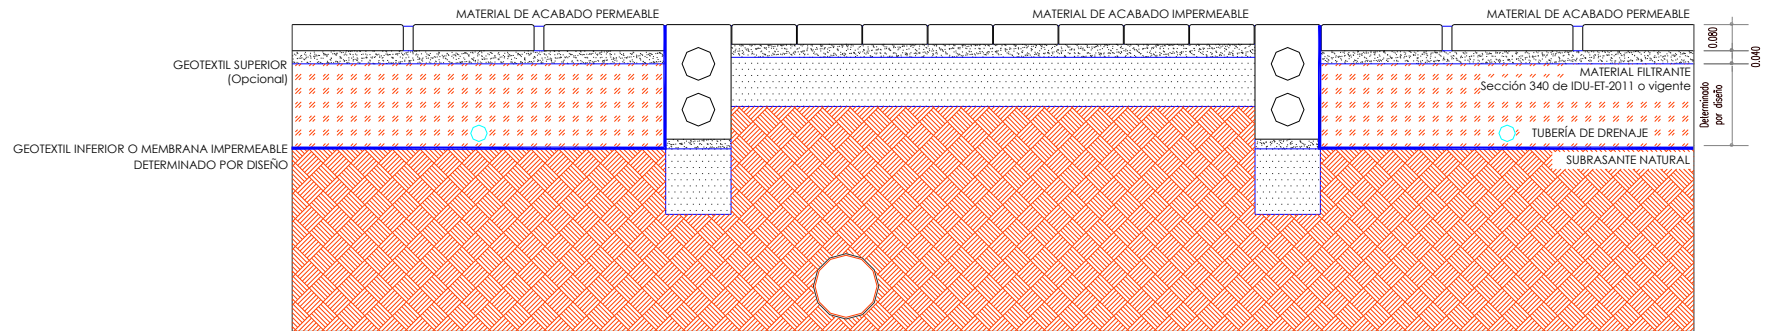 MATERIAL DE ACABADO PERMEABLE
MATERIAL DE ACABADO IMPERMEABLE
MATERIAL DE ACABADO PERMEABLE
GEOTEXTIL SUPERIOR
(Opcional)
0.080
0.040
MATERIAL FILTRANTE
Sección 340 de IDU-ET-2011 o vigente
Determinado
por diseño
TUBERÍA DE DRENAJE
GEOTEXTIL INFERIOR O MEMBRANA IMPERMEABLE
DETERMINADO POR DISEÑO
SUBRASANTE NATURAL